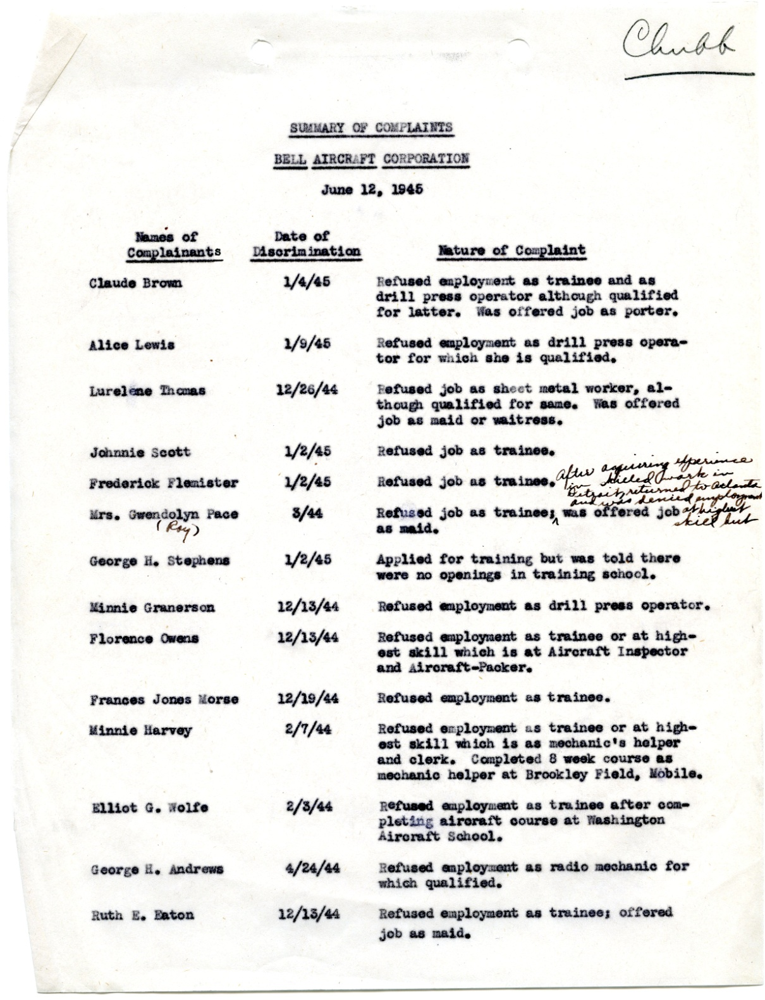 Chubb
SUMMARY OF COMPLAINTS
BELL AIRCRAFT CORPORATION
June 12, 1945
Names of Complainants
Date of Discrimination
Nature of Complaint
Claude Brown 1/4/45 Refused employment as trainee and as
drill press operator although qualified
for latter. Was offered job as porter.
Alice Lewis 1/9/45 Refused employment as drill press opera-
tor for which she is qualified.
Lurelene Thomas 12/26/44 Refused job as sheet metal worker, al-
though qualified for same. Was offered
job as maid or waitress.
Johnnie Scott 1/2/45 Refused job as trainee.
Frederick Flemister 1/2/45 Refused job as trainee.
After acquiring experience
in skilled work in
Detroit, returned to Atlanta
and was denied employment
at highest
skill but
Mrs. Gwendolyn Pace 3/44 Refused job as trainee; was offered job
(Roy)
as maid.
George H. Stephens 1/2/45 Applied for training but was told there
were no openings in training school.
Minnie Granerson 12/13/44 Refused employment as drill press operator.
Florence Owens 12/13/44 Refused employment as trainee or at high-
est skill which is at Aircraft Inspector
and Aircraft-Packer.
Frances Jones Morse 12/19/44 Refused employment as trainee.
Minnie Harvey 2/7/44 Refused employment as trainee or at high-
est skill which is as mechanic's helper
and clerk. Completed 8 week course as
mechanic helper at Brookley Field, Mobile.
Elliot G. Wolfe 2/3/44 Refused employment as trainee after com-
pleting aircraft course at Washington
Aircraft School.
George H. Andrews 4/24/44 Refused employment as radio mechanic for
which qualified.
Ruth E. Eaton 12/13/44 Refused employment as trainee; offered
job as maid.